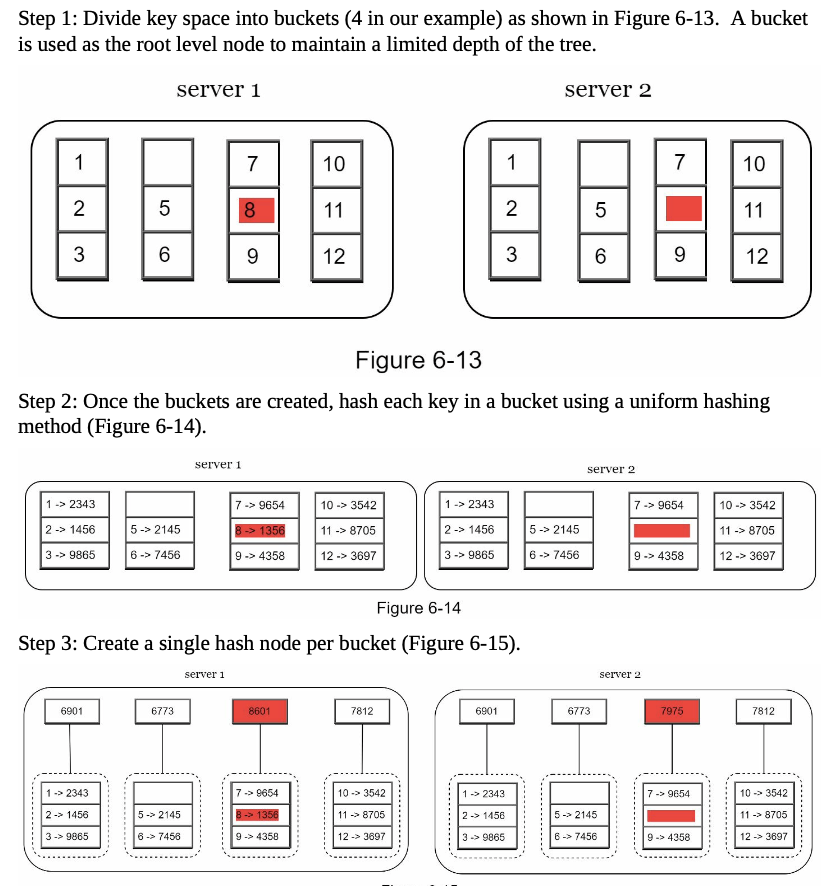 Step 1: Divide key space into buckets (4 in our example) as shown in Figure 6-13.  A bucket
is used as the root level node to maintain a limited depth of the tree.
server 1
server 2
1 7 10 1 7 10
2 5 8 11 2 5 11
3 6 9 12 3 6 9 12
Figure 6-13
Step 2: Once the buckets are created, hash each key in a bucket using a uniform hashing
method (Figure 6-14).
server 1
server 2
1 -> 2343 7 -> 9654 10 -> 3542 1 -> 2343 7 -> 9654 10 -> 3542
2 -> 1456 5 -> 2145 8 -> 1356 11 -> 8705 2 -> 1456 5 -> 2145 11 -> 8705
3 -> 9865 6 -> 7456 9 -> 4358 12 -> 3697 3 -> 9865 6 -> 7456 9 -> 4358 12 -> 3697
Figure 6-14
Step 3: Create a single hash node per bucket (Figure 6-15).
server 1
server 2
6901 6773 8601 7812 6901 6773 7975 7812
1 -> 2343 7 -> 9654 10 -> 3542 1 -> 2343 7 -> 9654 10 -> 3542
2 -> 1456 5 -> 2145 8 -> 1356 11 -> 8705 2 -> 1456 5 -> 2145 11 -> 8705
3 -> 9865 6 -> 7456 9 -> 4358 12 -> 3697 3 -> 9865 6 -> 7456 9 -> 4358 12 -> 3697